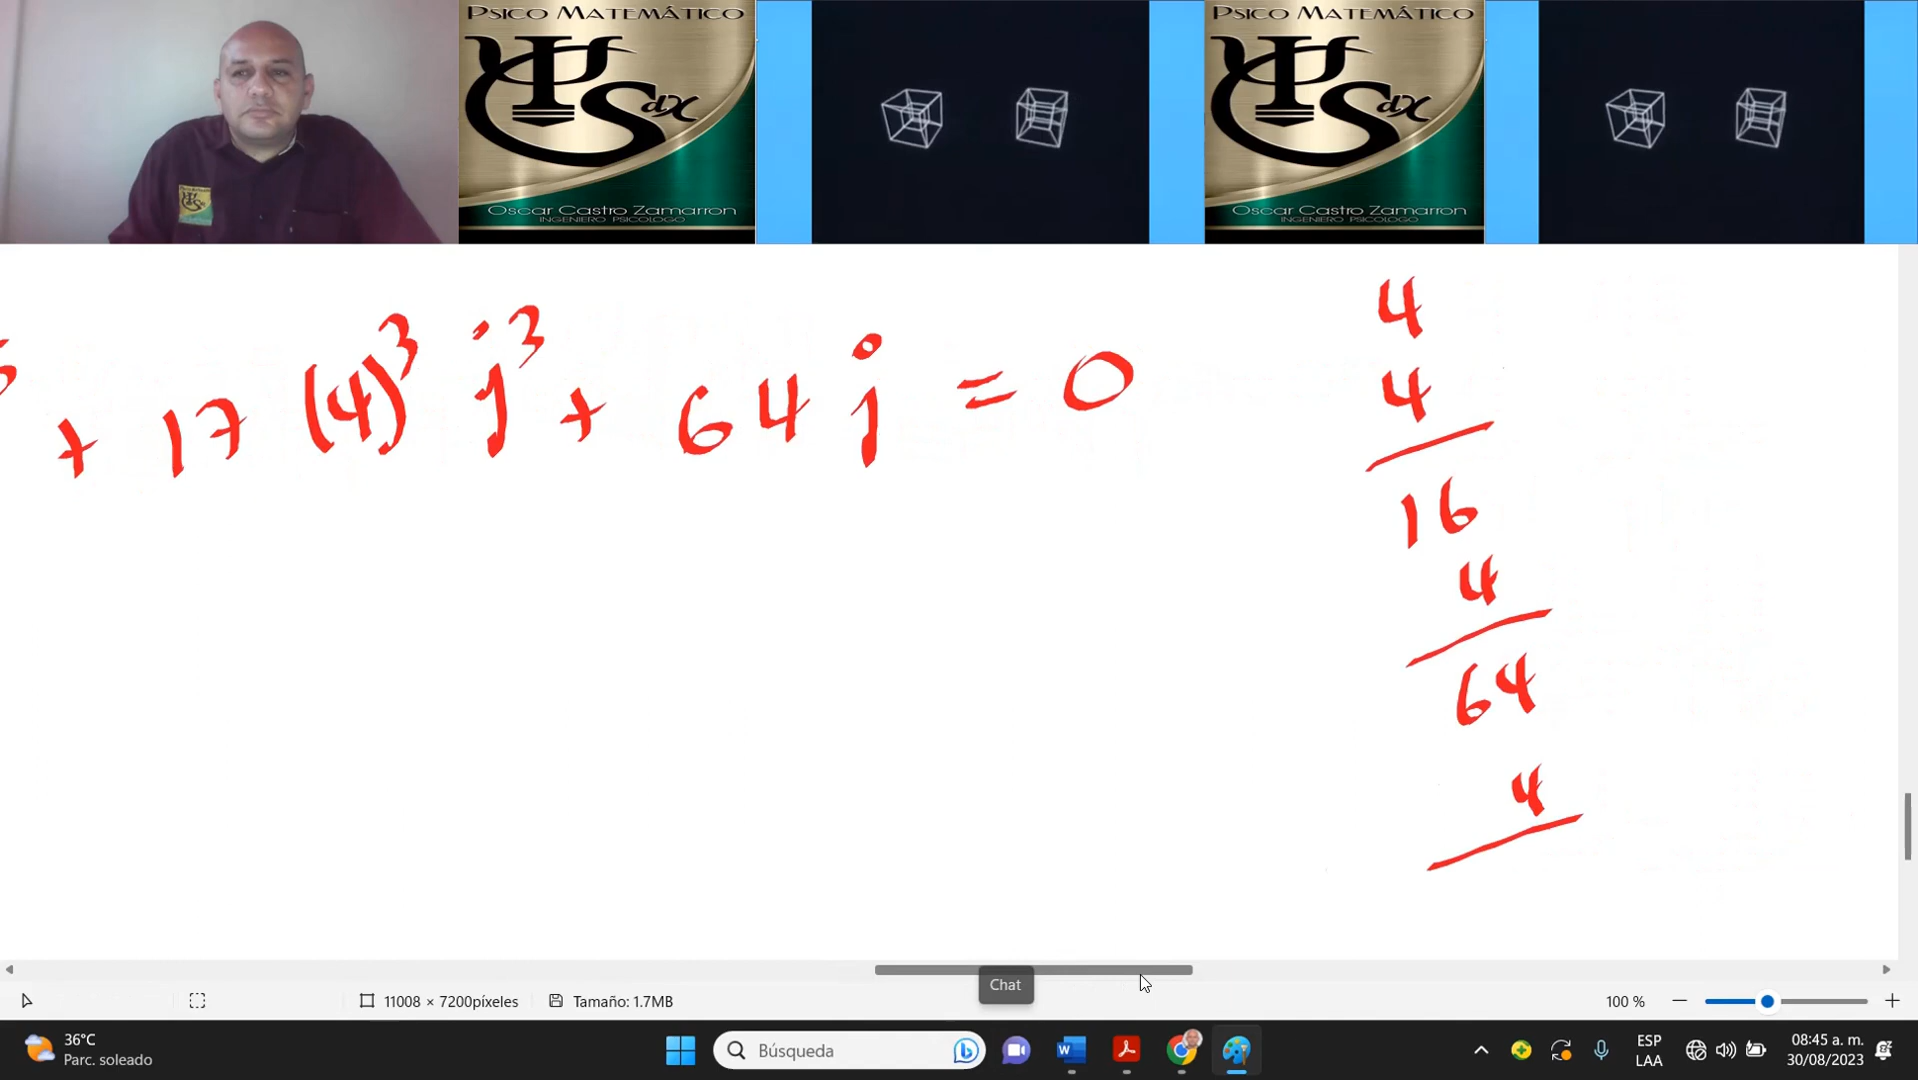 PSICO MATEMÁTICO
dx
Oscar Castro Zamarron
INGENIERO PSICOLOGO
PSICO MATEMÁTICO
dx
Oscar Castro Zamarron
INGENIERO PSICOLOGO
+ 17 (4)³ j³ + 64 j = 0
4
4
16
4
64
4
Chat
11008 × 7200píxeles
Tamaño: 1.7MB
100 %
36°C
Parc. soleado
Búsqueda
ESP
LAA
08:45 a. m.
30/08/2023